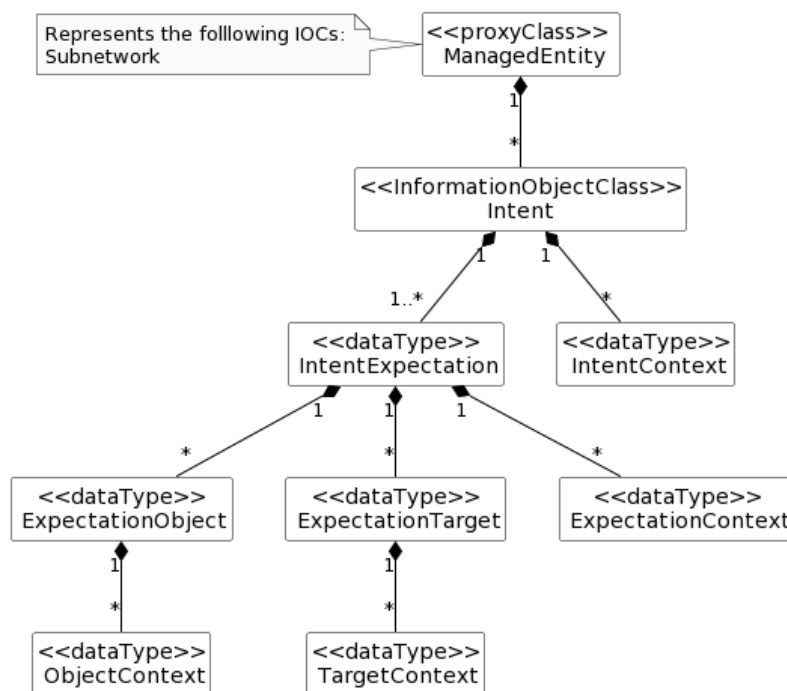 Represents the folllowing IOCs:
Subnetwork
<<proxyClass>>
ManagedEntity
1
*
<<InformationObjectClass>>
Intent
1
1
1..*
*
<<dataType>>
IntentExpectation
<<dataType>>
IntentContext
1
1
1
*
*
*
<<dataType>>
ExpectationObject
<<dataType>>
ExpectationTarget
<<dataType>>
ExpectationContext
1
1
*
*
<<dataType>>
ObjectContext
<<dataType>>
TargetContext